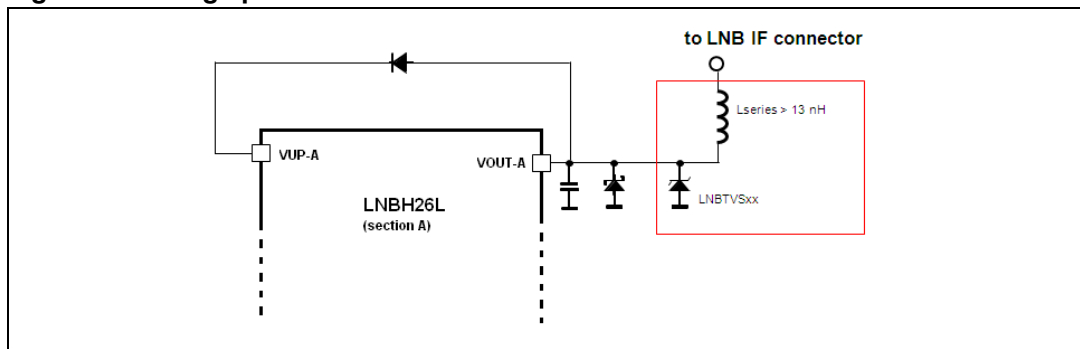 to LNB IF connector
Lseries > 13 nH
VUP-A
VOUT-A
LNBH26L
(section A)
LNBTVSxx